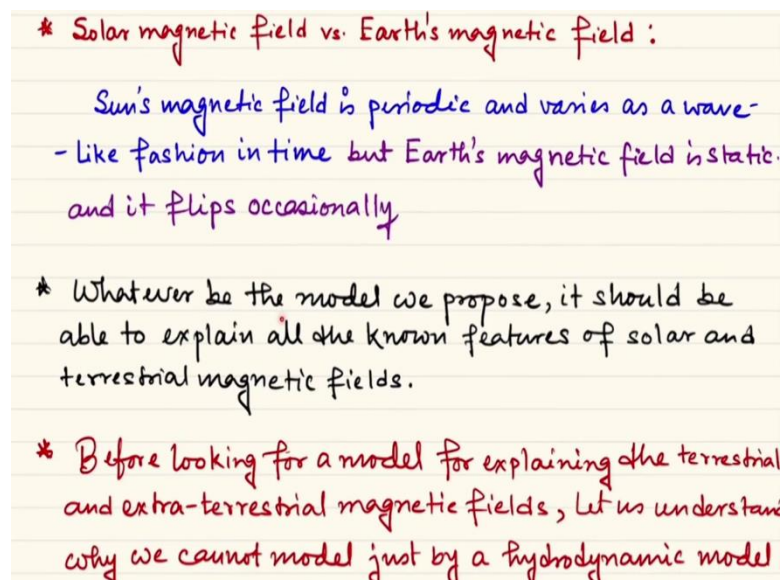 * Solar magnetic field vs. Earth's magnetic field :
Sun's magnetic field is periodic and varies as a wave-
- like fashion in time but Earth's magnetic field is static.
and it flips occasionally
* Whatever be the model we propose, it should be
able to explain all the known features of solar and
terrestrial magnetic fields.
* Before looking for a model for explaining the terrestrial
and extra-terrestrial magnetic fields, let us understand
why we cannot model just by a hydrodynamic model